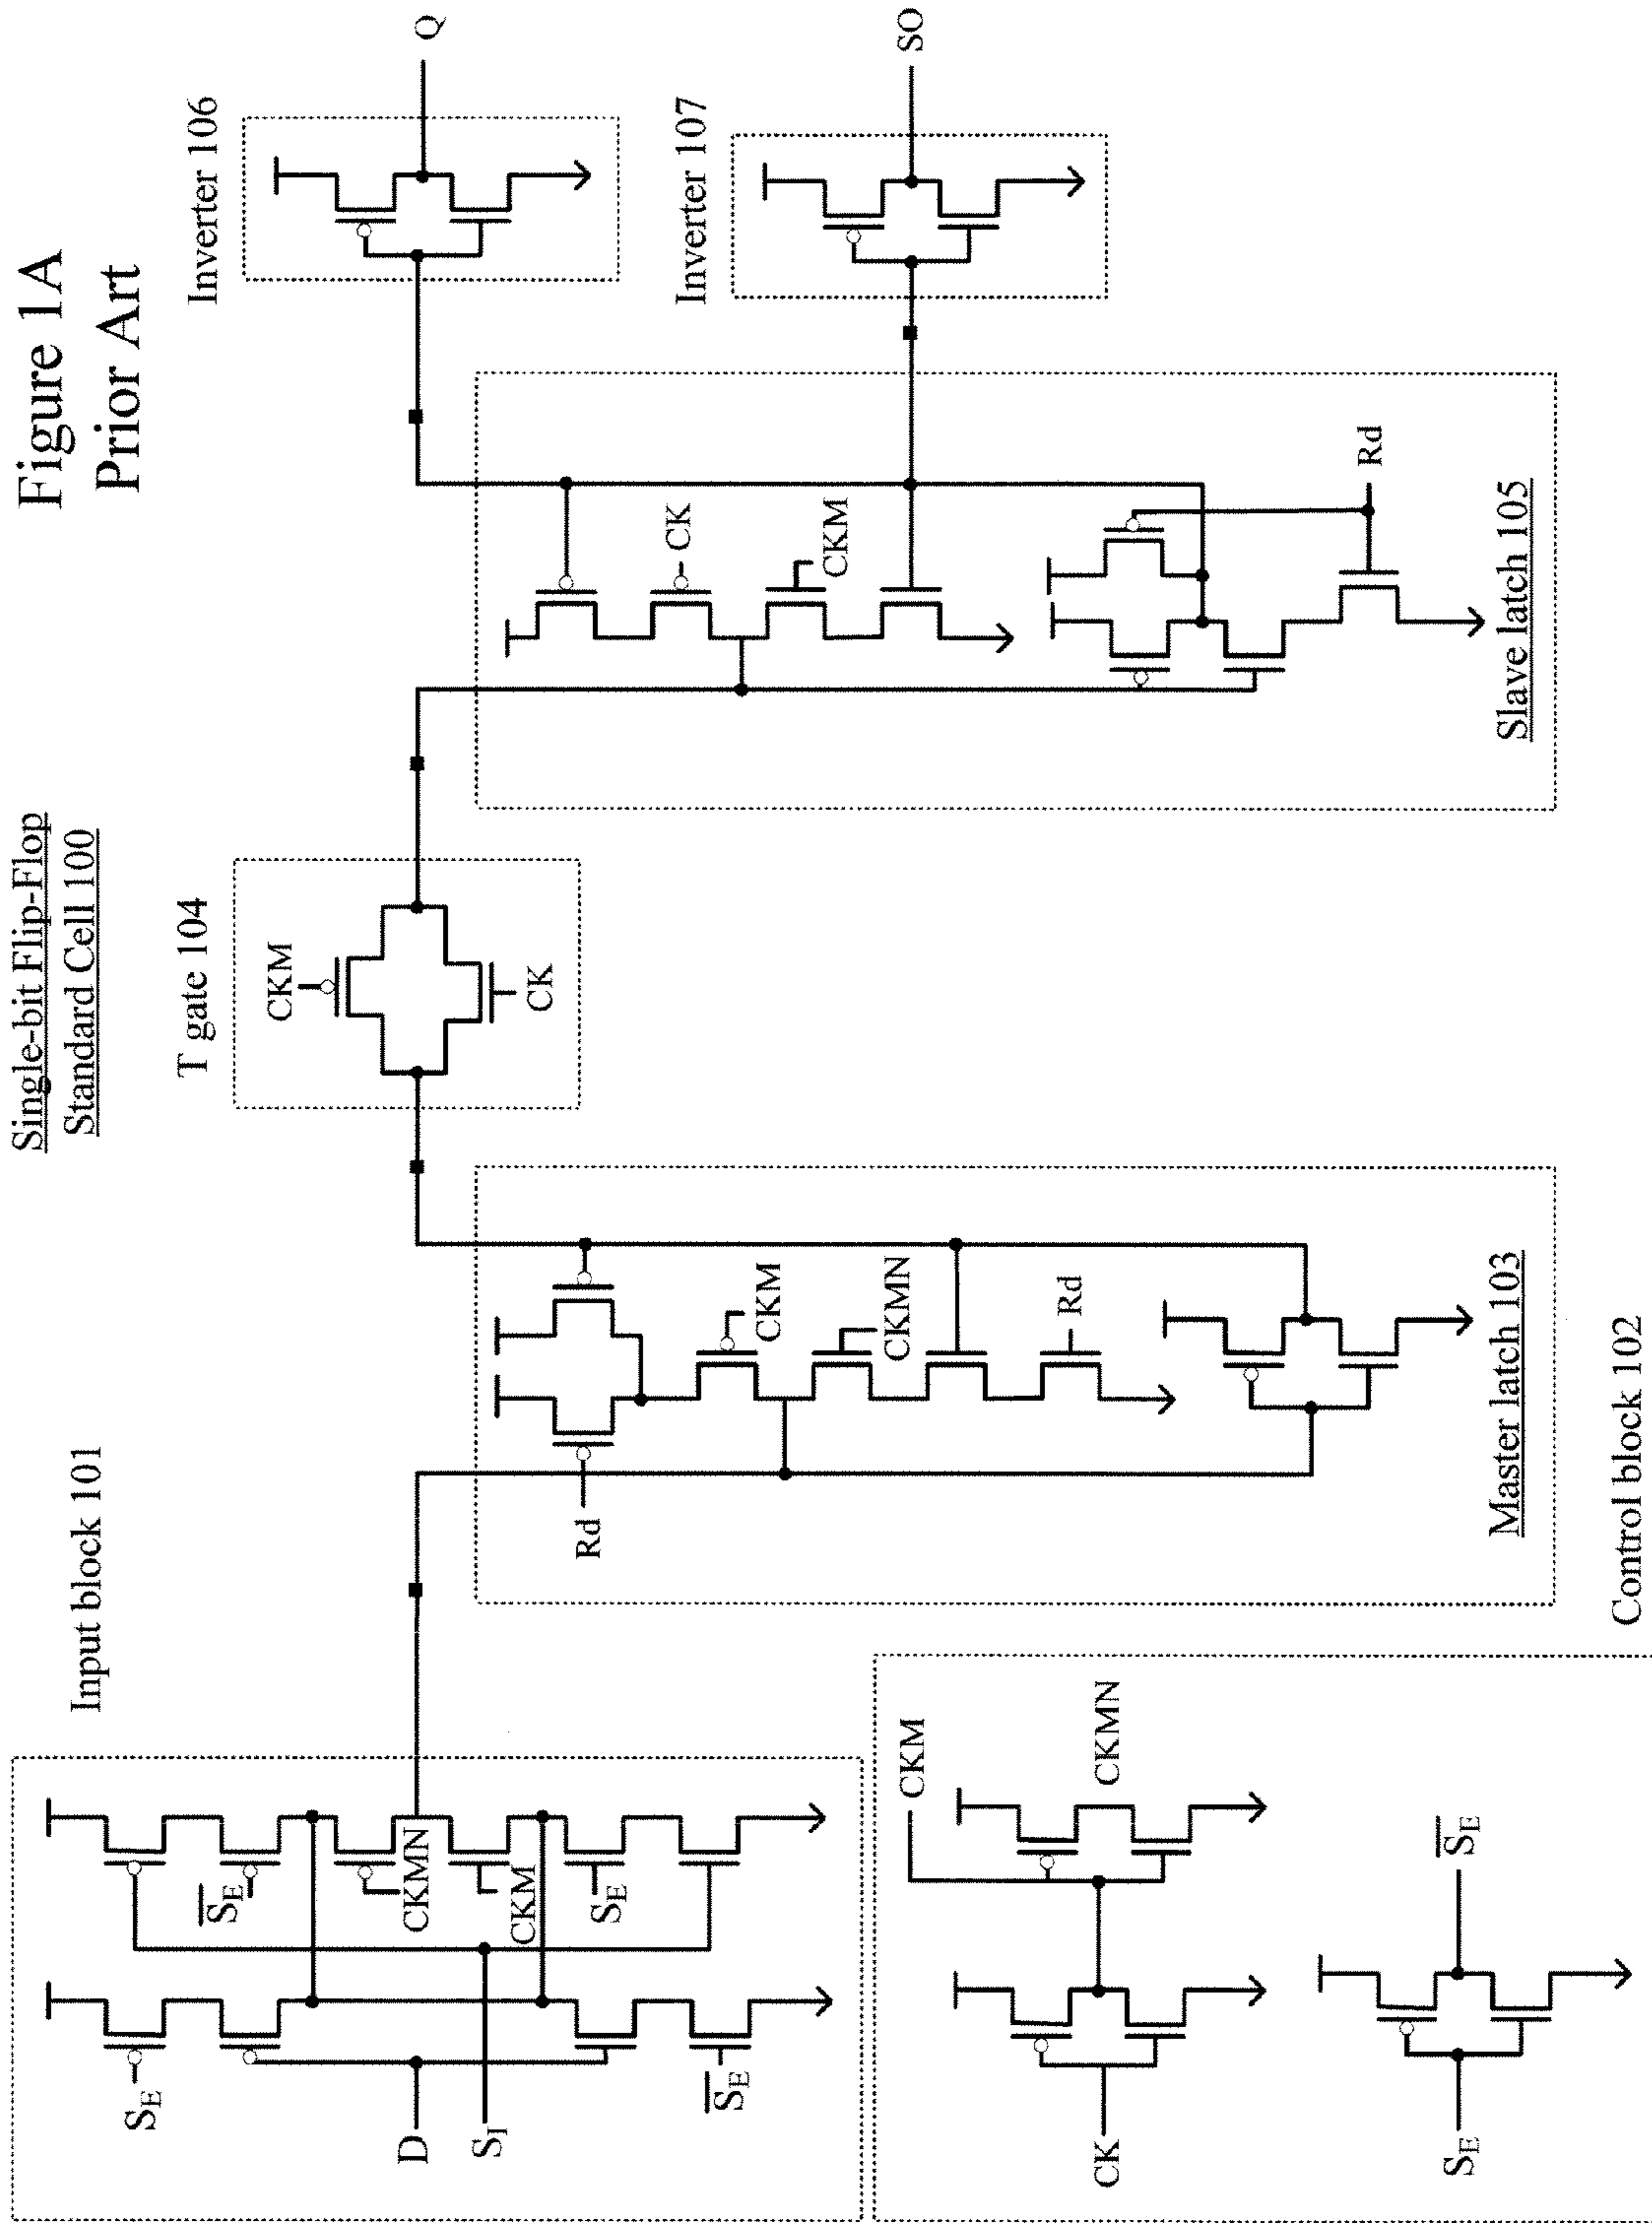 Figure 1A
Prior Art
Single-bit Flip-Flop
Standard Cell 100
Input block 101
SE
SE
D
SI
SE
CKMN
CKM
SE
Control block 102
CK
CKM
CKMN
SE
SE
Master latch 103
Rd
CKM
CKMN
Rd
T gate 104
CKM
CK
Slave latch 105
CK
CKM
Rd
Inverter 106
Q
Inverter 107
SO